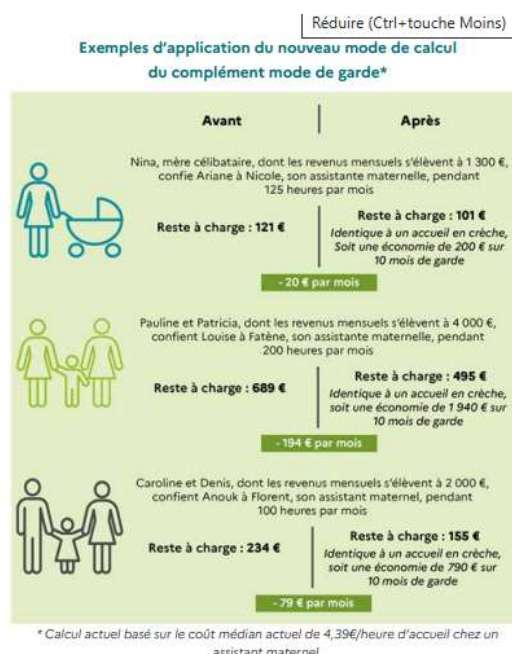 Réduire (Ctrl+touche Moins)
Exemples d'application du nouveau mode de calcul
du complément mode de garde*
Avant
Après
Nina, mère célibataire, dont les revenus mensuels s'élèvent à 1 300 €,
confie Ariane à Nicole, son assistante maternelle, pendant
125 heures par mois
Reste à charge : 121 €
Reste à charge : 101 €
Identique à un accueil en crèche,
Soit une économie de 200 € sur
10 mois de garde
- 20 € par mois
Pauline et Patricia, dont les revenus mensuels s'élèvent à 4 000 €,
confient Louise à Fatène, son assistante maternelle, pendant
200 heures par mois
Reste à charge : 689 €
Reste à charge : 495 €
Identique à un accueil en crèche,
soit une économie de 1 940 € sur
10 mois de garde
- 194 € par mois
Caroline et Denis, dont les revenus mensuels s'élèvent à 2 000 €,
confient Anouk à Florent, son assistant maternel, pendant
100 heures par mois
Reste à charge : 234 €
Reste à charge : 155 €
Identique à un accueil en crèche,
soit une économie de 790 € sur
10 mois de garde
- 79 € par mois
* Calcul actuel basé sur le coût médian actuel de 4,39€/heure d'accueil chez un
assistant maternel